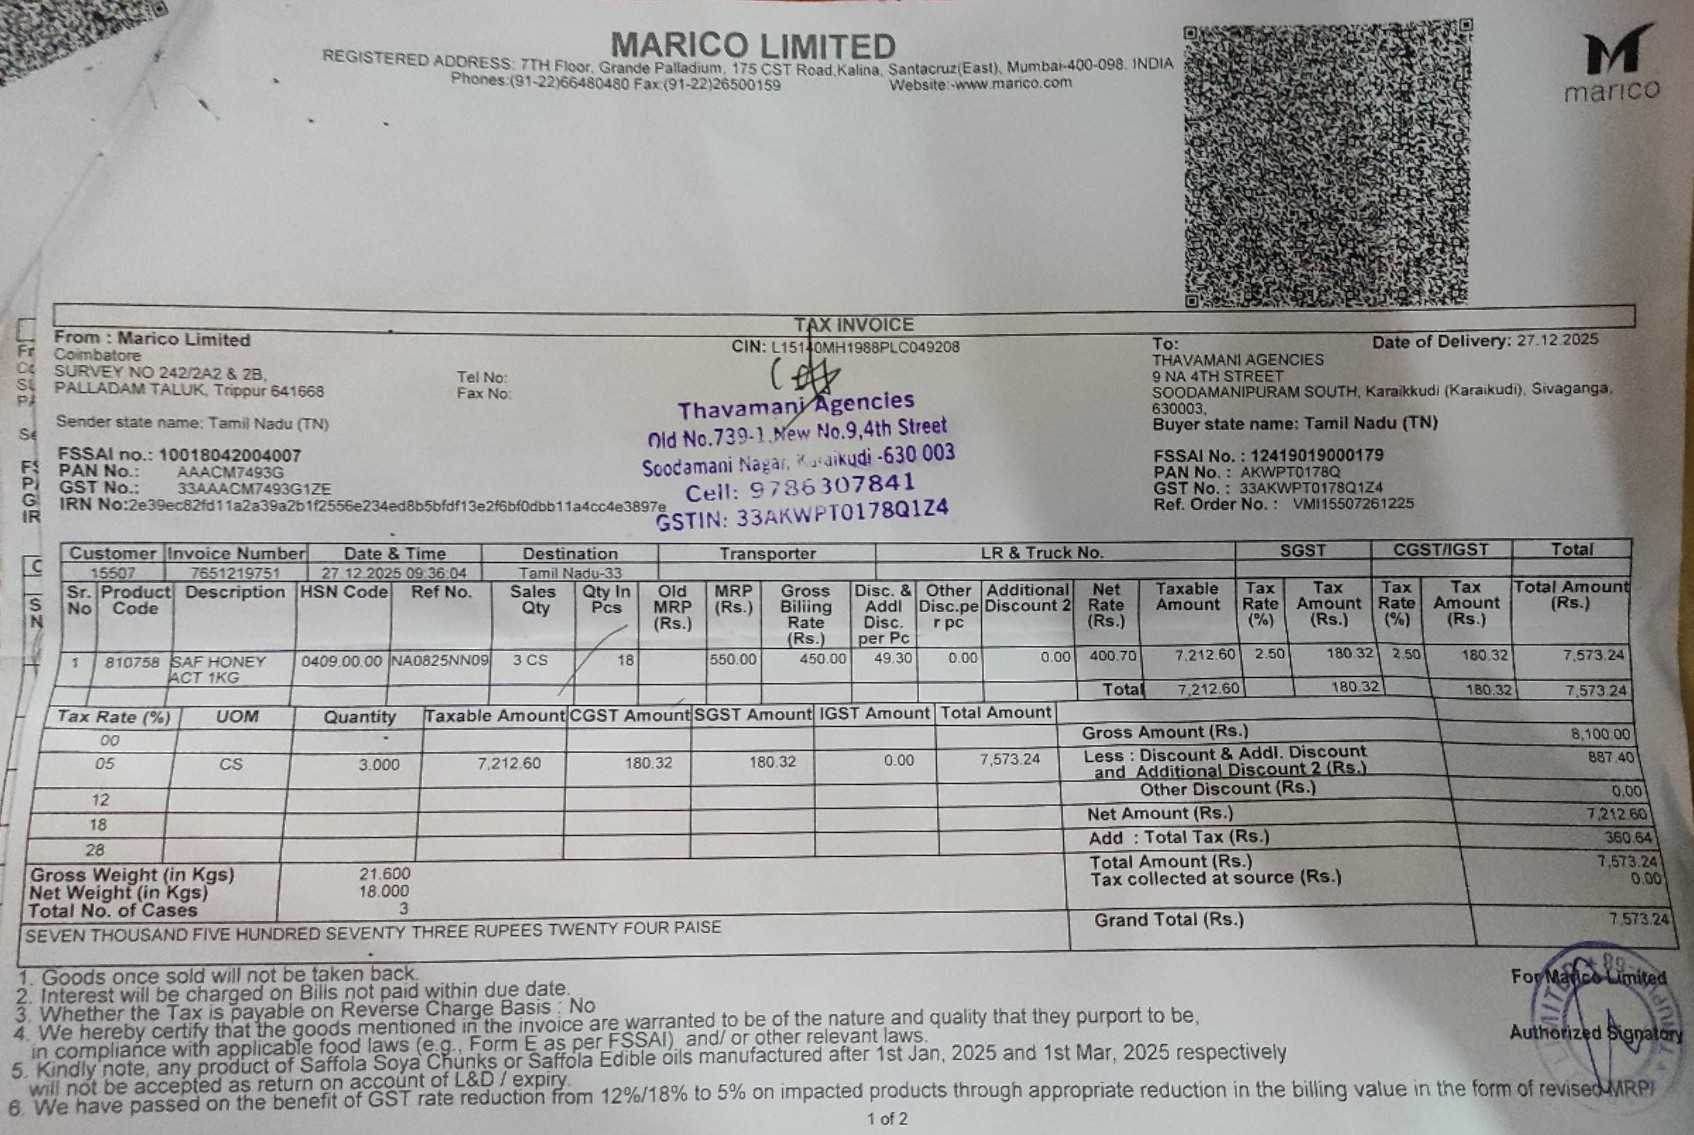 MARICO LIMITED
REGISTERED ADDRESS: 7TH Floor, Grande Palladium, 175 CST Road,Kalina, Santacruz(East), Mumbai-400-098. INDIA
Phones:(91-22)66480480 Fax:(91-22)26500159 Website:-www.marico.com
marico
TAX INVOICE
From : Marico Limited
Coimbatore
SURVEY NO 242/2A2 & 2B,
PALLADAM TALUK, Trippur 641668
Sender state name: Tamil Nadu (TN)
FSSAI no.: 10018042004007
PAN No.: AAACM7493G
GST No.: 33AAACM7493G1ZE
IRN No:2e39ec82fd11a2a39a2b1f2556e234ed8b5bfdf13e2f6bf0dbb11a4cc4e3897e
Tel No:
Fax No:
CIN: L15140MH1988PLC049208
Thavamani Agencies
Old No.739-1,New No.9,4th Street
Soodamani Nagar, Karaikudi -630 003
Cell: 9786307841
GSTIN: 33AKWPT0178Q1Z4
To: Date of Delivery: 27.12.2025
THAVAMANI AGENCIES
9 NA 4TH STREET
SOODAMANIPURAM SOUTH, Karaikkudi (Karaikudi), Sivaganga,
630003,
Buyer state name: Tamil Nadu (TN)
FSSAI No. : 12419019000179
PAN No. : AKWPT0178Q
GST No. : 33AKWPT0178Q1Z4
Ref. Order No. : VMI15507261225
Customer Invoice Number Date & Time Destination Transporter LR & Truck No. SGST CGST/IGST Total
15507 7651219751 27.12.2025 09:36:04 Tamil Nadu-33
Sr. No Product Code Description HSN Code Ref No. Sales Qty Qty In Pcs Old MRP (Rs.) MRP (Rs.) Gross Biliing Rate (Rs.) Disc. & Addl Disc. per Pc Other Disc.pe r pc Additional Discount 2 Net Rate (Rs.) Taxable Amount Tax Rate (%) Tax Amount (Rs.) Tax Rate (%) Tax Amount (Rs.) Total Amount (Rs.)
1 810758 SAF HONEY ACT 1KG 0409.00.00 NA0825NN09 3 CS 18 550.00 450.00 49.30 0.00 0.00 400.70 7,212.60 2.50 180.32 2.50 180.32 7,573.24
Total 7,212.60 180.32 180.32 7,573.24
Tax Rate (%) UOM Quantity Taxable Amount CGST Amount SGST Amount IGST Amount Total Amount
00
05 CS 3.000 7,212.60 180.32 180.32 0.00 7,573.24
12
18
28
Gross Amount (Rs.) 8,100.00
Less : Discount & Addl. Discount 887.40
and Additional Discount 2 (Rs.)
Other Discount (Rs.) 0.00
Net Amount (Rs.) 7,212.60
Add : Total Tax (Rs.) 360.64
Total Amount (Rs.) 7,573.24
Tax collected at source (Rs.) 0.00
Grand Total (Rs.) 7,573.24
Gross Weight (in Kgs) 21.600
Net Weight (in Kgs) 18.000
Total No. of Cases 3
SEVEN THOUSAND FIVE HUNDRED SEVENTY THREE RUPEES TWENTY FOUR PAISE
1. Goods once sold will not be taken back.
2. Interest will be charged on Bills not paid within due date.
3. Whether the Tax is payable on Reverse Charge Basis : No
4. We hereby certify that the goods mentioned in the invoice are warranted to be of the nature and quality that they purport to be,
in compliance with applicable food laws (e.g., Form E as per FSSAI) and/ or other relevant laws.
5. Kindly note, any product of Saffola Soya Chunks or Saffola Edible oils manufactured after 1st Jan, 2025 and 1st Mar, 2025 respectively
will not be accepted as return on account of L&D / expiry.
6. We have passed on the benefit of GST rate reduction from 12%/18% to 5% on impacted products through appropriate reduction in the billing value in the form of revised MRP/
For Marico Limited
Authorized Signatory
1 of 2